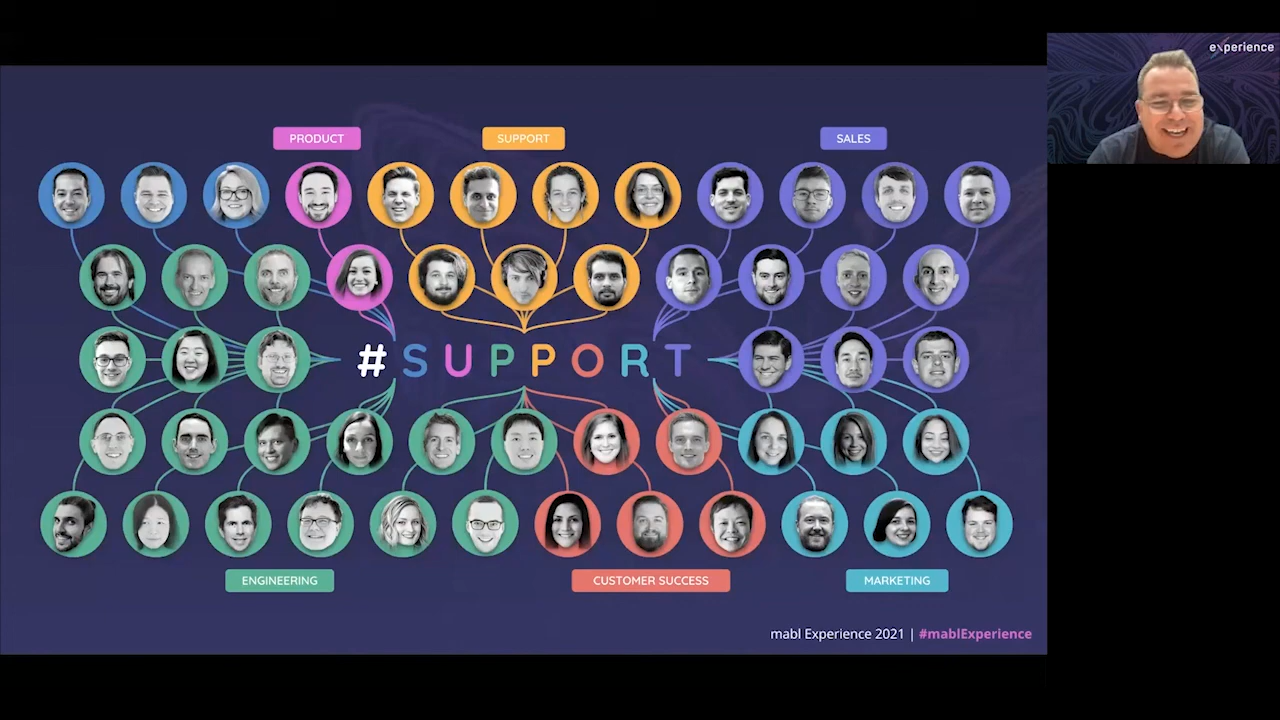 experience
PRODUCT
SUPPORT
SALES
#SUPPORT
ENGINEERING
CUSTOMER SUCCESS
MARKETING
mabl Experience 2021 | #mablExperience